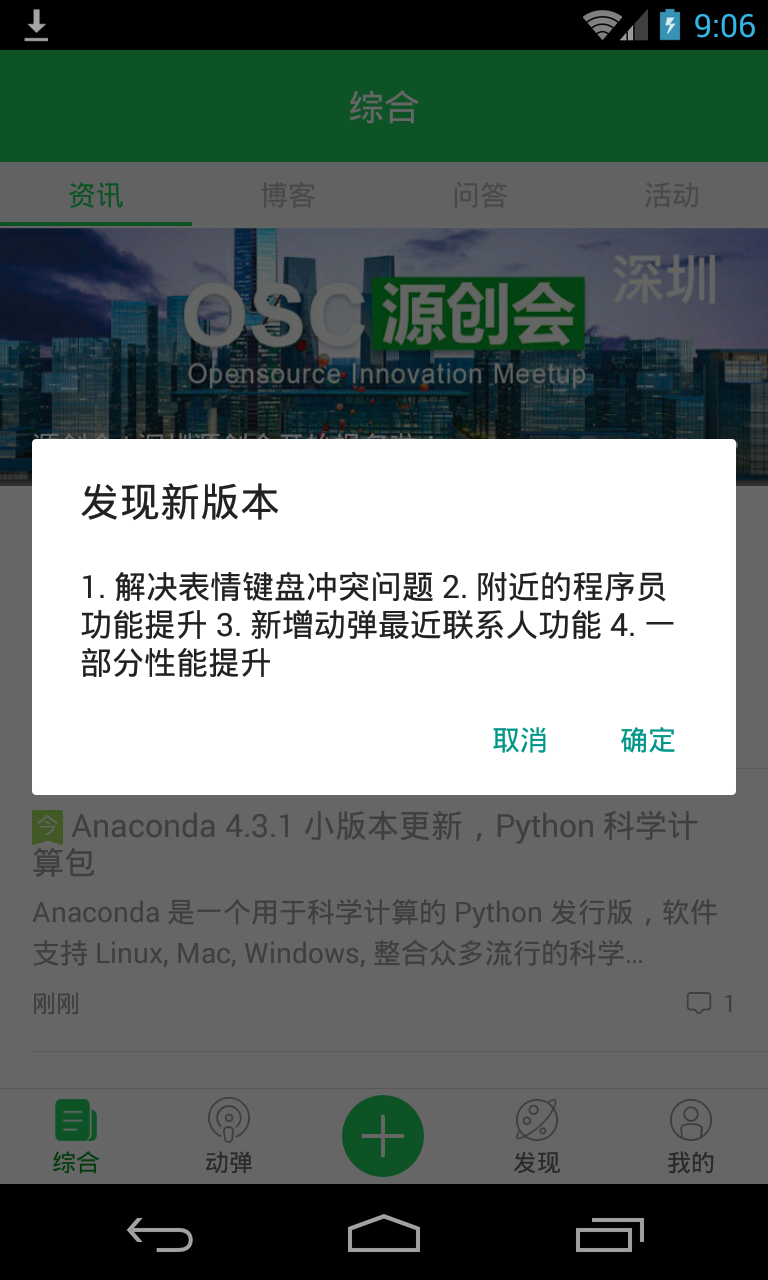 9:06
综合
资讯 博客 问答 活动
深圳
OSC 源创会
Opensource Innovation Meetup
发现新版本
1. 解决表情键盘冲突问题 2. 附近的程序员
功能提升 3. 新增动弹最近联系人功能 4. 一
部分性能提升
取消 确定
今 Anaconda 4.3.1 小版本更新，Python 科学计
算包
Anaconda 是一个用于科学计算的 Python 发行版，软件
支持 Linux, Mac, Windows, 整合众多流行的科学...
刚刚 1
综合 动弹 发现 我的